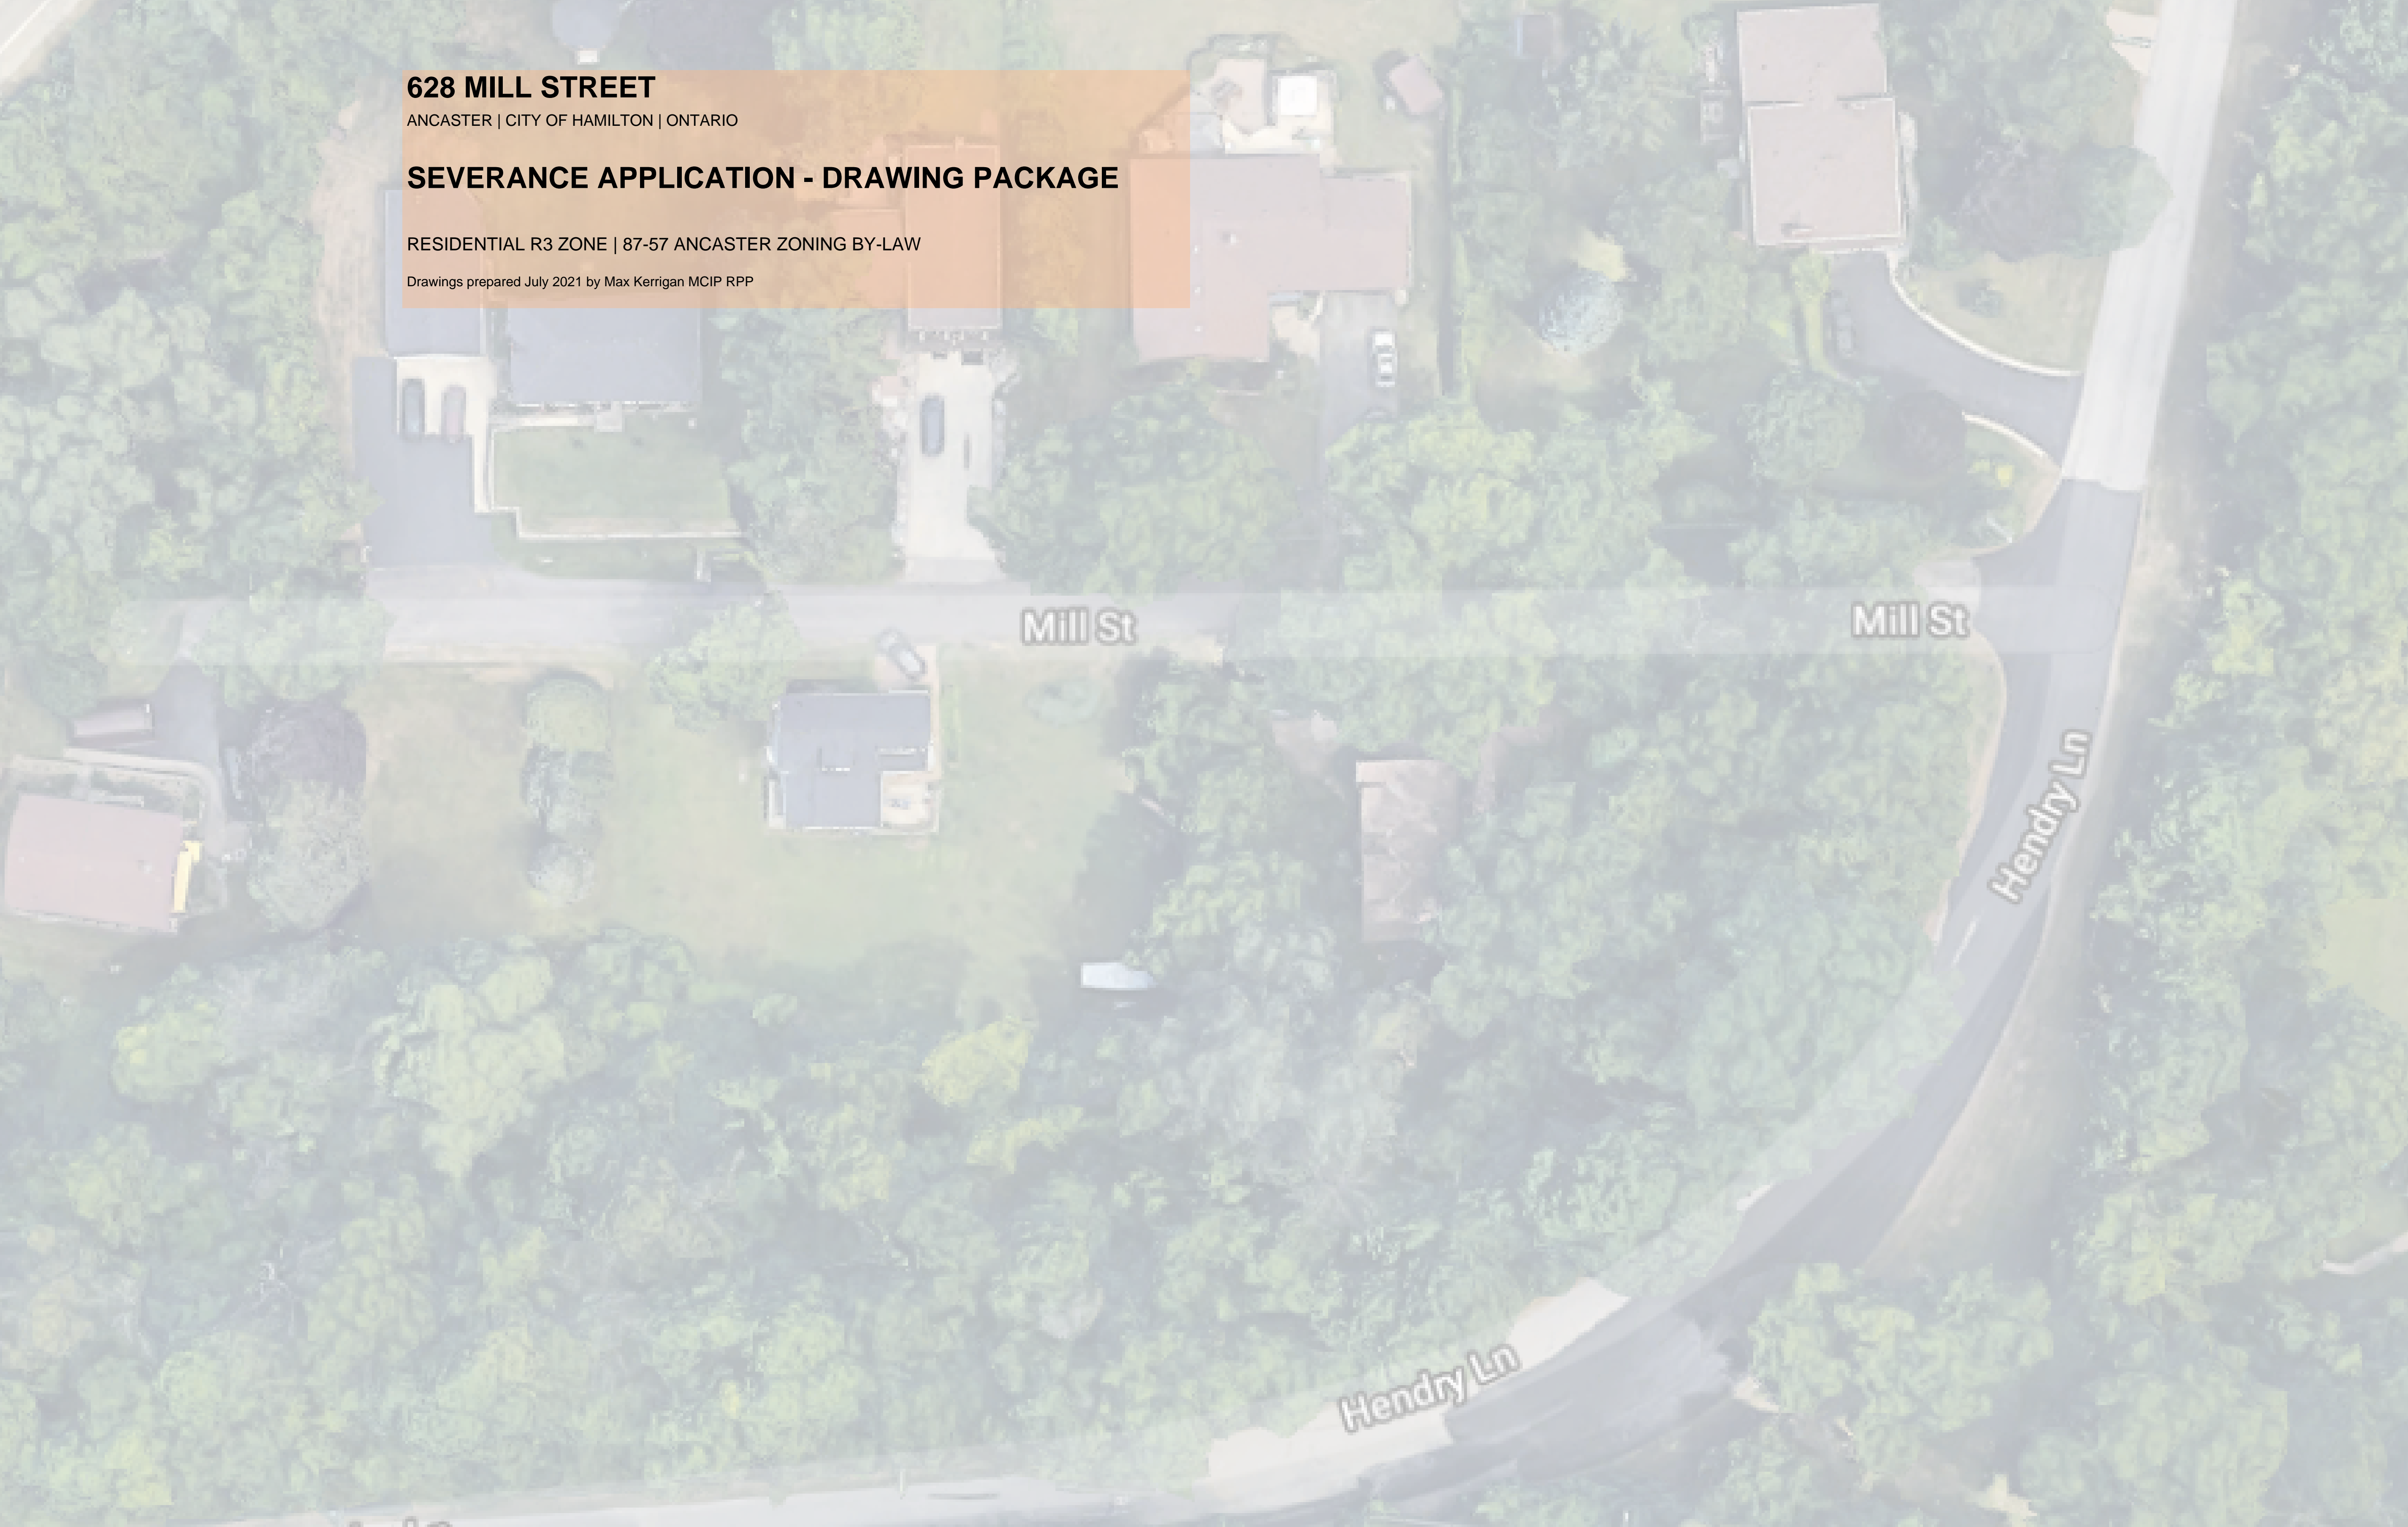 628 MILL STREET
ANCASTER | CITY OF HAMILTON | ONTARIO
SEVERANCE APPLICATION - DRAWING PACKAGE
RESIDENTIAL R3 ZONE | 87-57 ANCASTER ZONING BY-LAW
Drawings prepared July 2021 by Max Kerrigan MCIP RPP
Mill St
Mill St
Hendry Ln
Hendry Ln